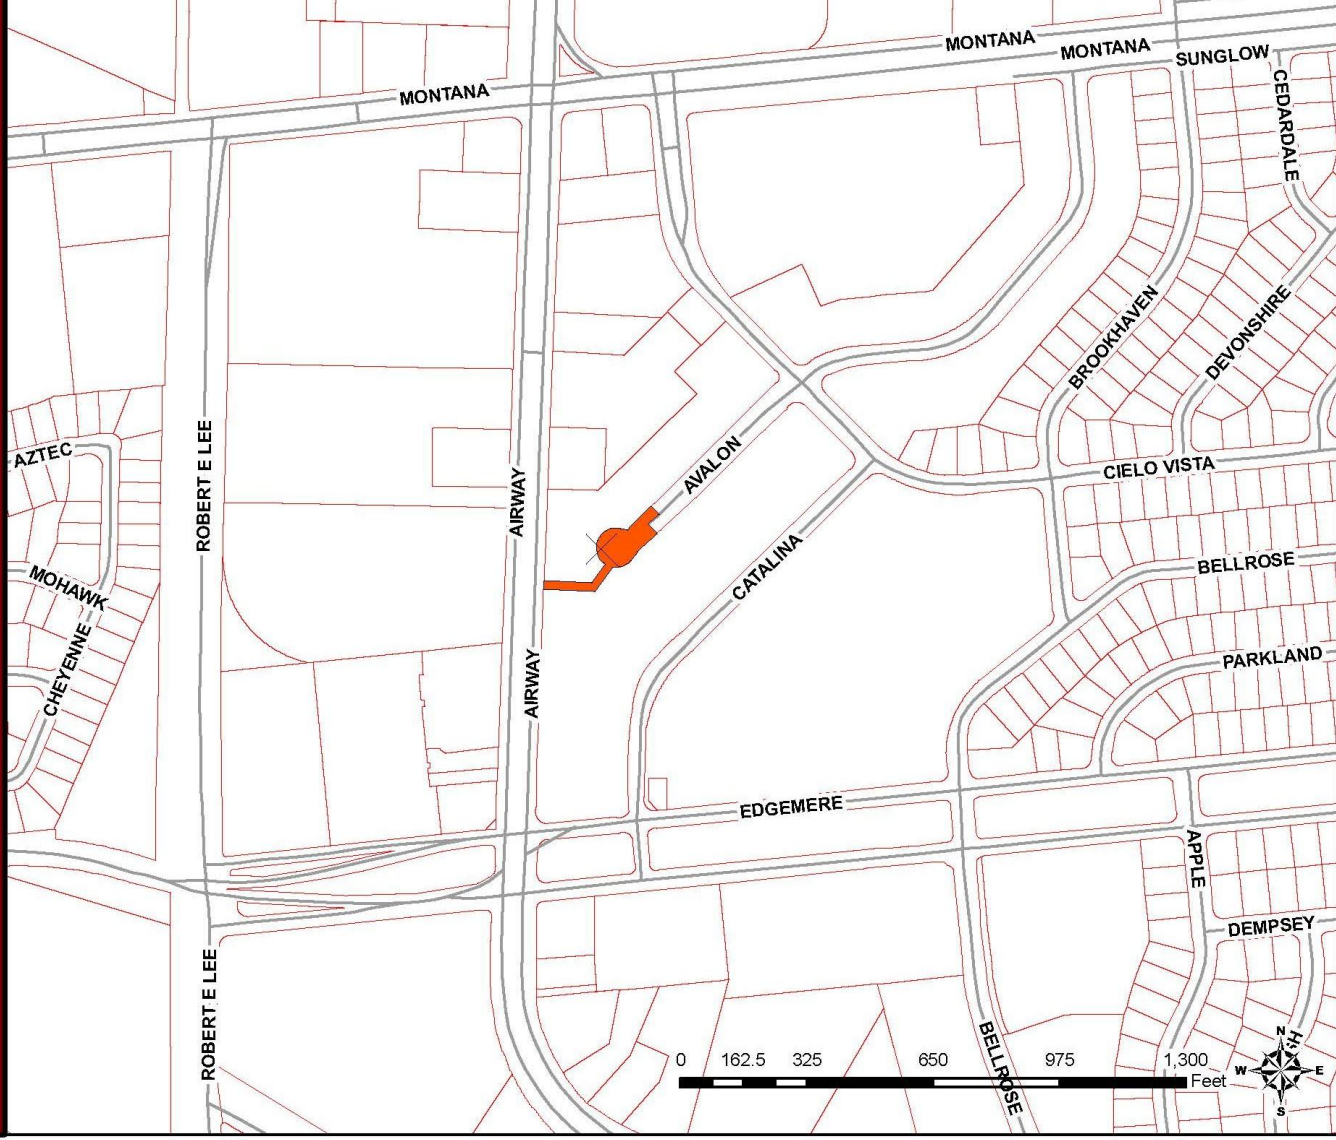 MONTANA
MONTANA
SUNGLOW
MONTANA
CEDARDALE
BROOKHAVEN
DEVONSHIRE
AZTEC
ROBERT E LEE
AIRWAY
AVALON
CIELO VISTA
CATALINA
BELLROSE
MOHAWK
CHEYENNE
AIRWAY
PARKLAND
EDGEMERE
APPLE
DEMPSEY
ROBERT E LEE
BELLROSE
0 162.5 325 650 975 1,300
Feet
N
W E
S